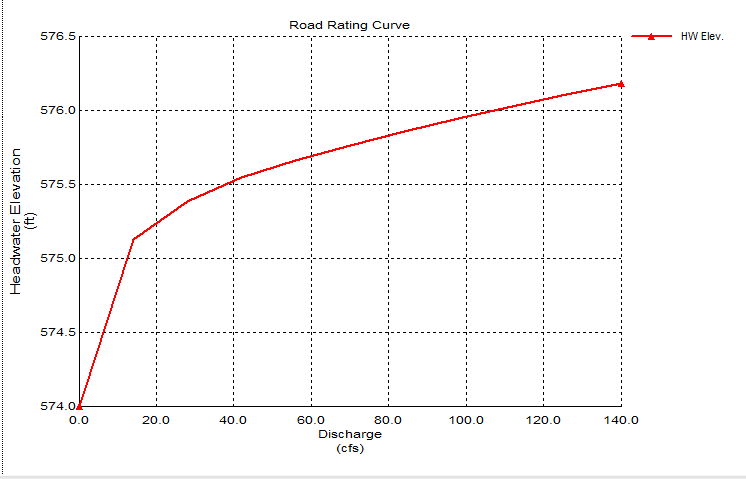 Road Rating Curve
HW Elev.
Headwater Elevation
(ft)
576.5
576.0
575.5
575.0
574.5
574.0
0.0 20.0 40.0 60.0 80.0 100.0 120.0 140.0
Discharge
(cfs)